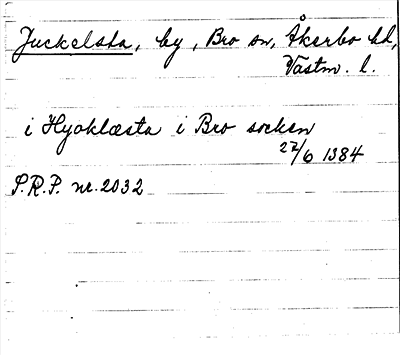 Juckelsta, by, Bro sn, Åkerbo hd,
Västm. l.
i Hyoklæsta i Bro socken
27/6 1384
S.R.P. nr. 2032